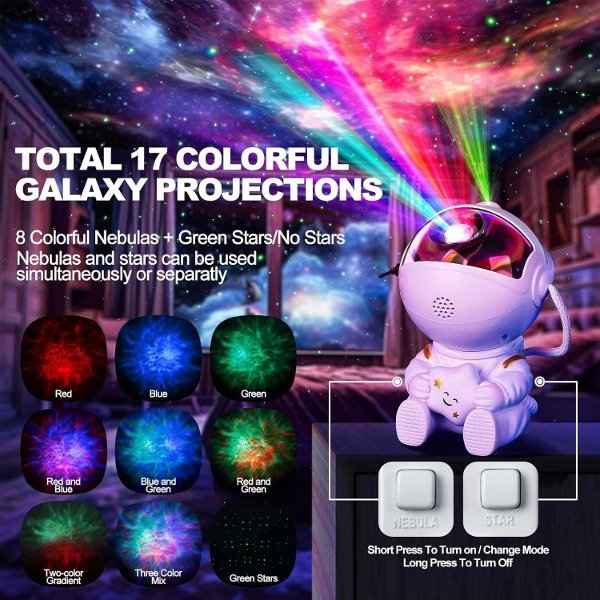 TOTAL 17 COLORFUL
GALAXY PROJECTIONS
8 Colorful Nebulas + Green Stars/No Stars
Nebulas and stars can be used
simultaneously or separatly
Red
Blue
Green
Red and
Blue
Blue and
Green
Red and
Green
Two-color
Gradient
Three Color
Mix
Green Stars
NEBULA
STAR
Short Press To Turn on / Change Mode
Long Press To Turn Off